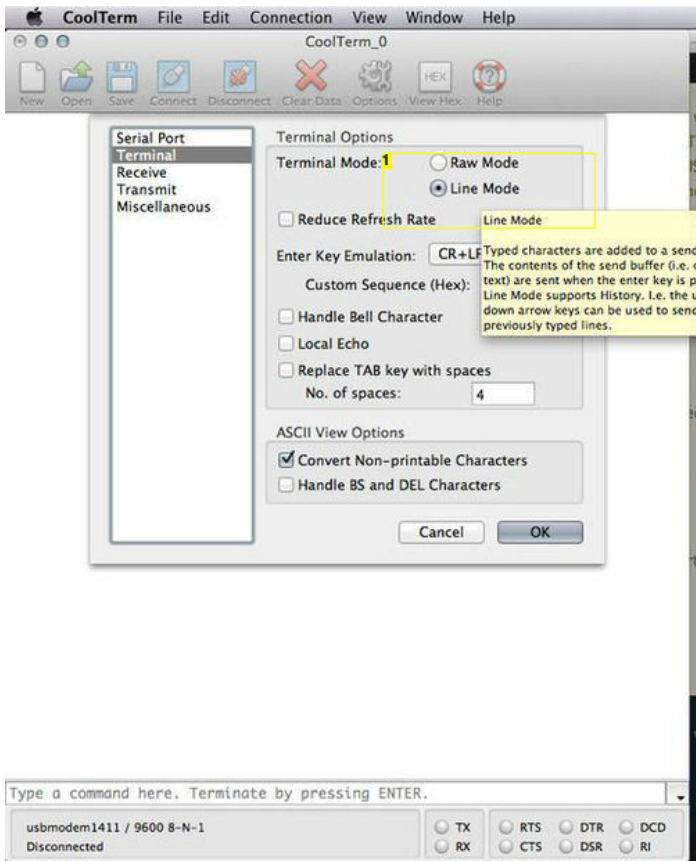 CoolTerm File Edit Connection View Window Help
CoolTerm_0
New Open Save Connect Disconnect Clear Data Options View Hex Help
HEX
Serial Port
Terminal
Receive
Transmit
Miscellaneous
Terminal Options
Terminal Mode: 1 Raw Mode
Line Mode
Reduce Refresh Rate
Enter Key Emulation: CR+LF
Custom Sequence (Hex):
Handle Bell Character
Local Echo
Replace TAB key with spaces
No. of spaces: 4
Line Mode
Typed characters are added to a send
The contents of the send buffer (i.e.
text) are sent when the enter key is
Line Mode supports History. I.e. the
down arrow keys can be used to send
previously typed lines.
ASCII View Options
Convert Non-printable Characters
Handle BS and DEL Characters
Cancel OK
Type a command here. Terminate by pressing ENTER.
usbmodem1411 / 9600 8-N-1
Disconnected
TX RTS DTR DCD
RX CTS DSR RI